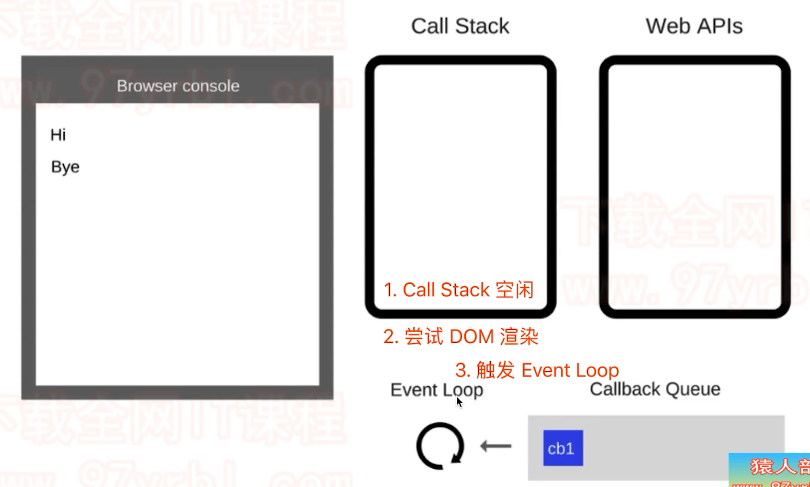 下载全网IT课程
Call Stack
Web APIs
www.97yrbl.com
Browser console
Hi
Bye
下载全网IT
www.97yrb
1. Call Stack 空闲
2. 尝试 DOM 渲染
3. 触发 Event Loop
Event Loop
Callback Queue
下载全网IT课程
cb1
猿人部
www.97yrbl.com